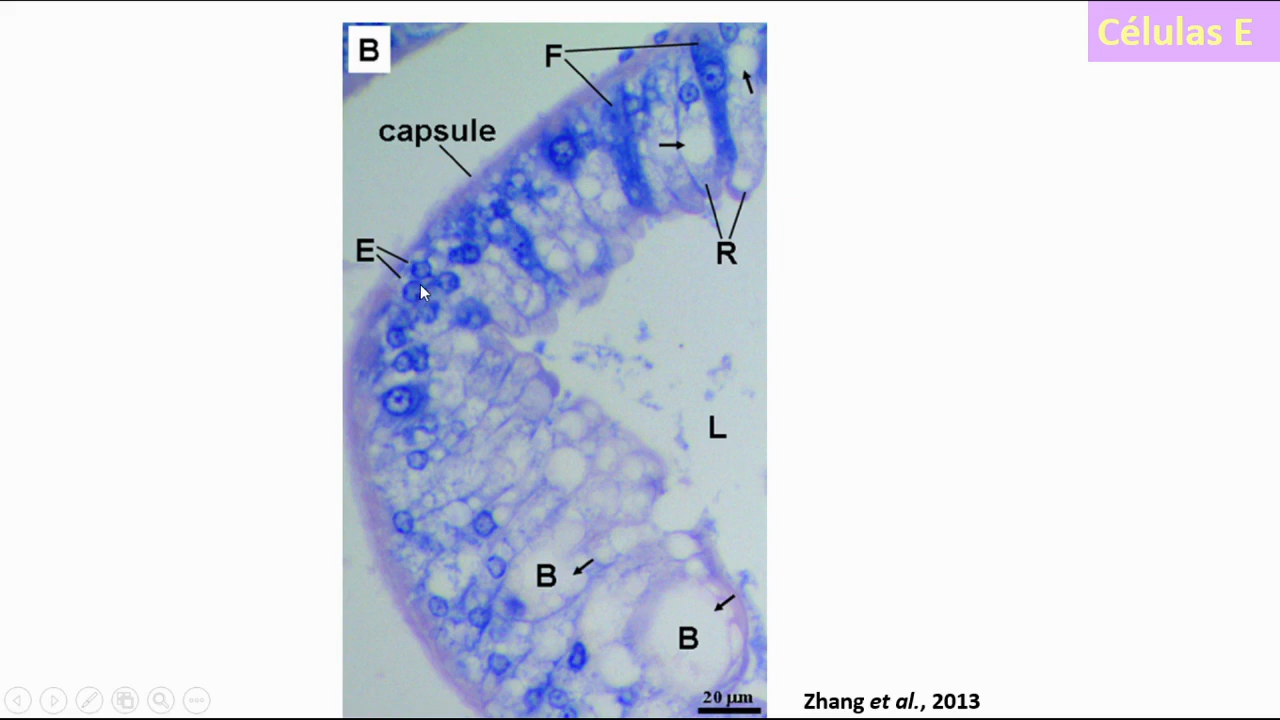 Células E
B
F
capsule
E
R
L
B
B
20 µm
Zhang et al., 2013